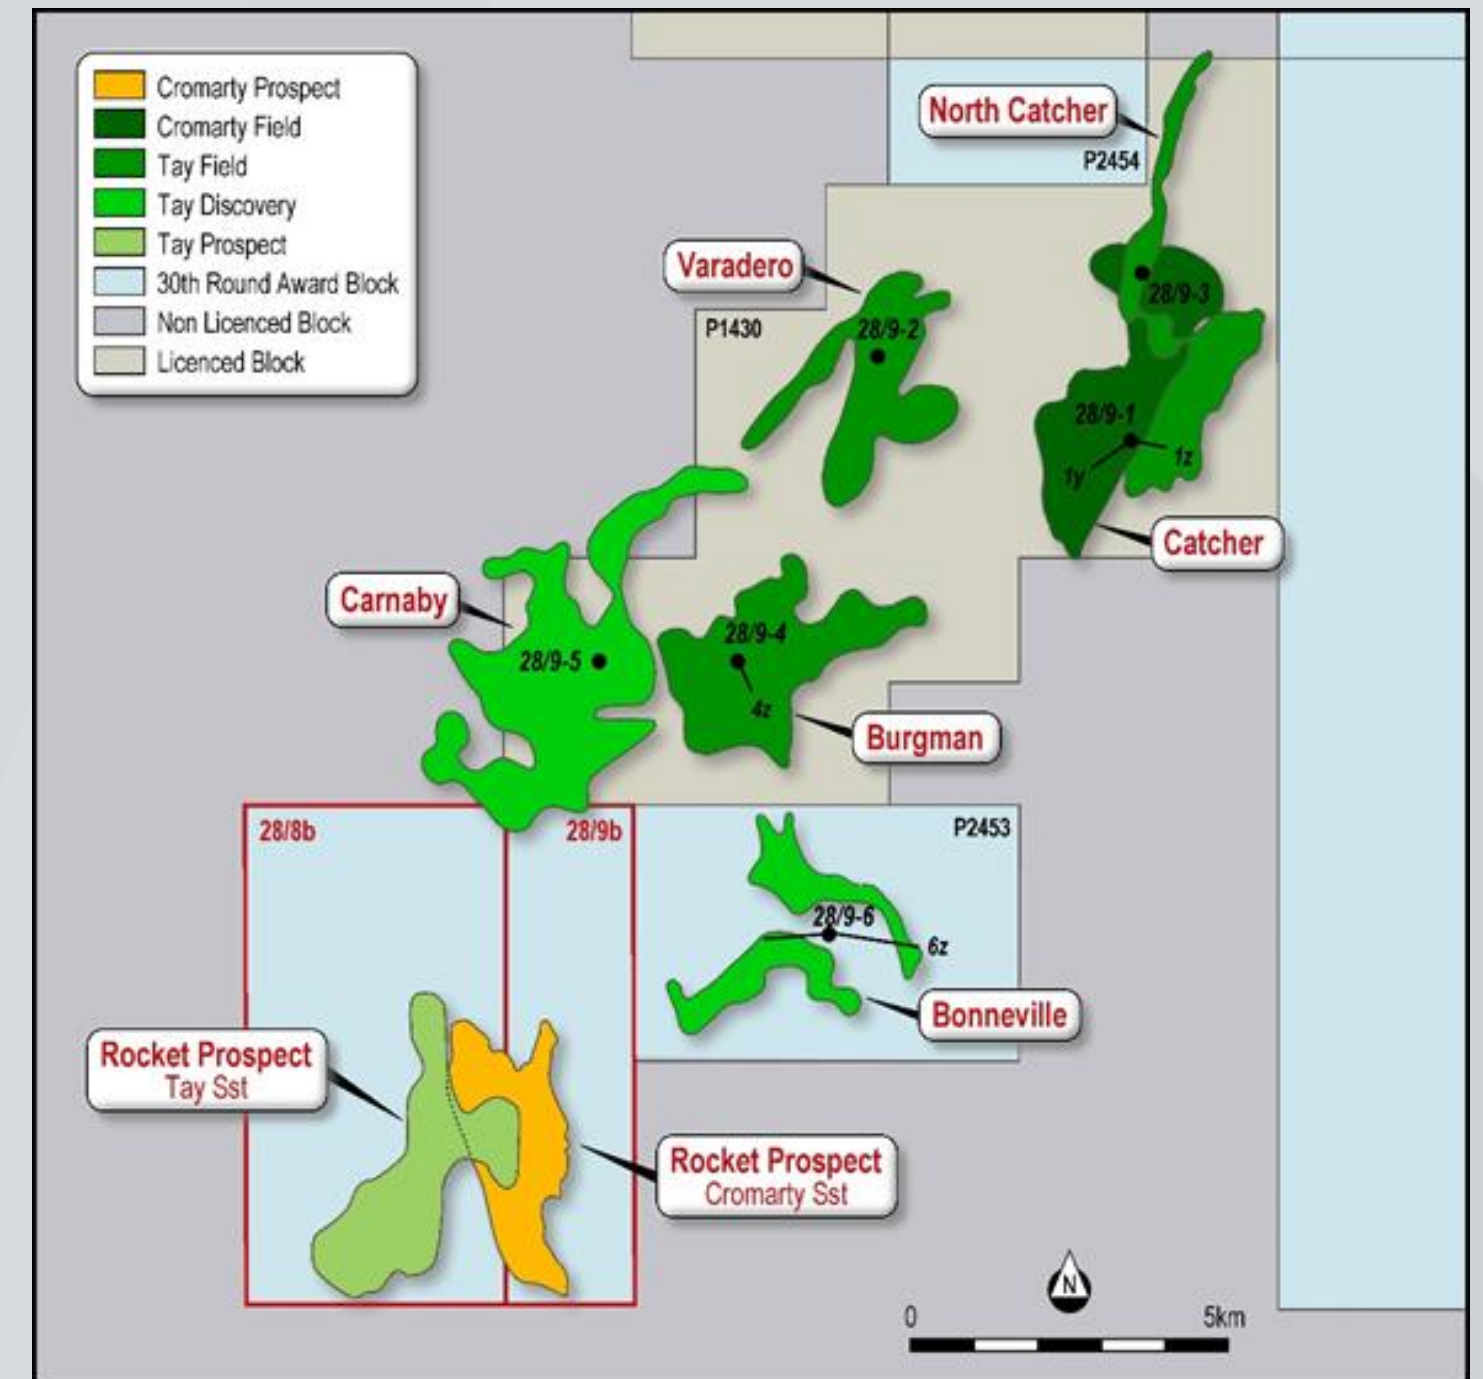 Cromarty Prospect
Cromarty Field
Tay Field
Tay Discovery
Tay Prospect
30th Round Award Block
Non Licenced Block
Licenced Block
North Catcher
P2454
Varadero
28/9-3
P1430
28/9-2
28/9-1
1y
1z
Catcher
Carnaby
28/9-4
28/9-5
4z
Burgman
28/8b
28/9b
P2453
28/9-6
6z
Bonneville
Rocket Prospect
Tay Sst
Rocket Prospect
Cromarty Sst
N
0
5km